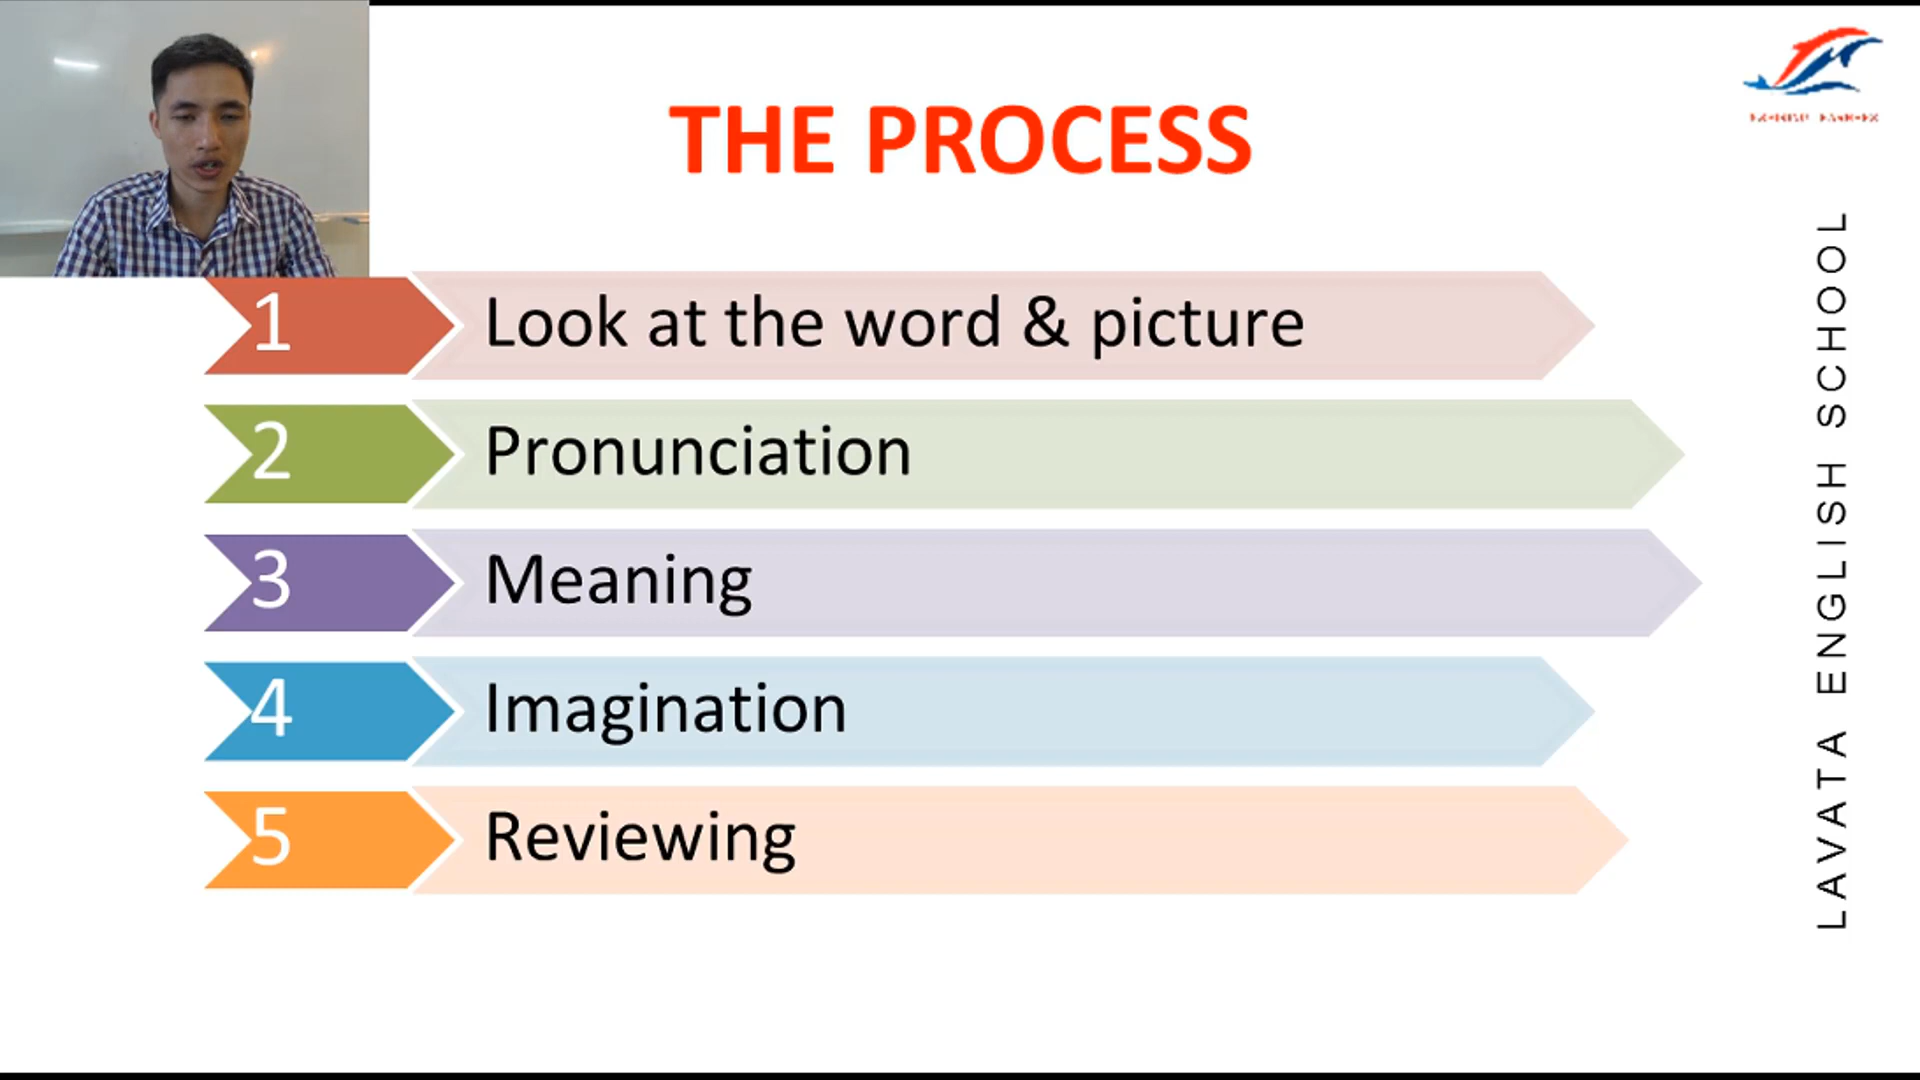 THE PROCESS
1
Look at the word & picture
2
Pronunciation
3
Meaning
4
Imagination
5
Reviewing
LAVATA ENGLISH SCHOOL